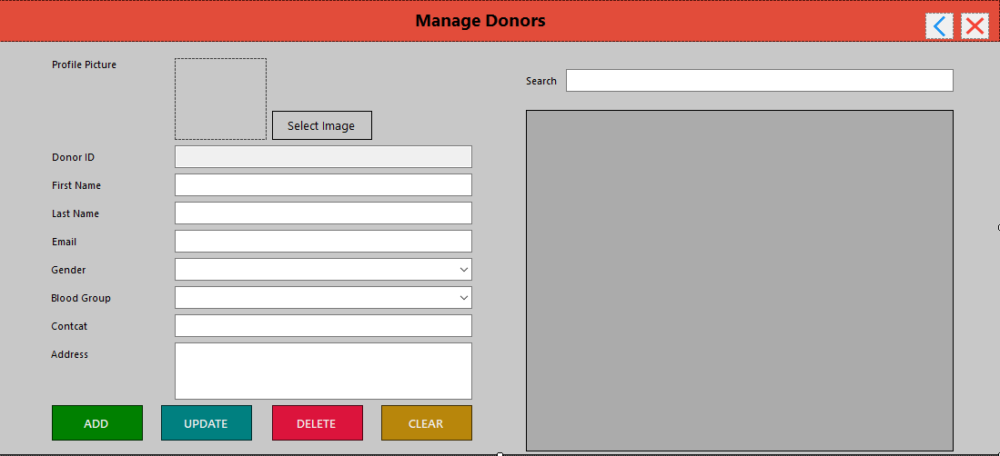 Manage Donors
Profile Picture
Select Image
Donor ID
First Name
Last Name
Email
Gender
Blood Group
Contcat
Address
ADD
UPDATE
DELETE
CLEAR
Search